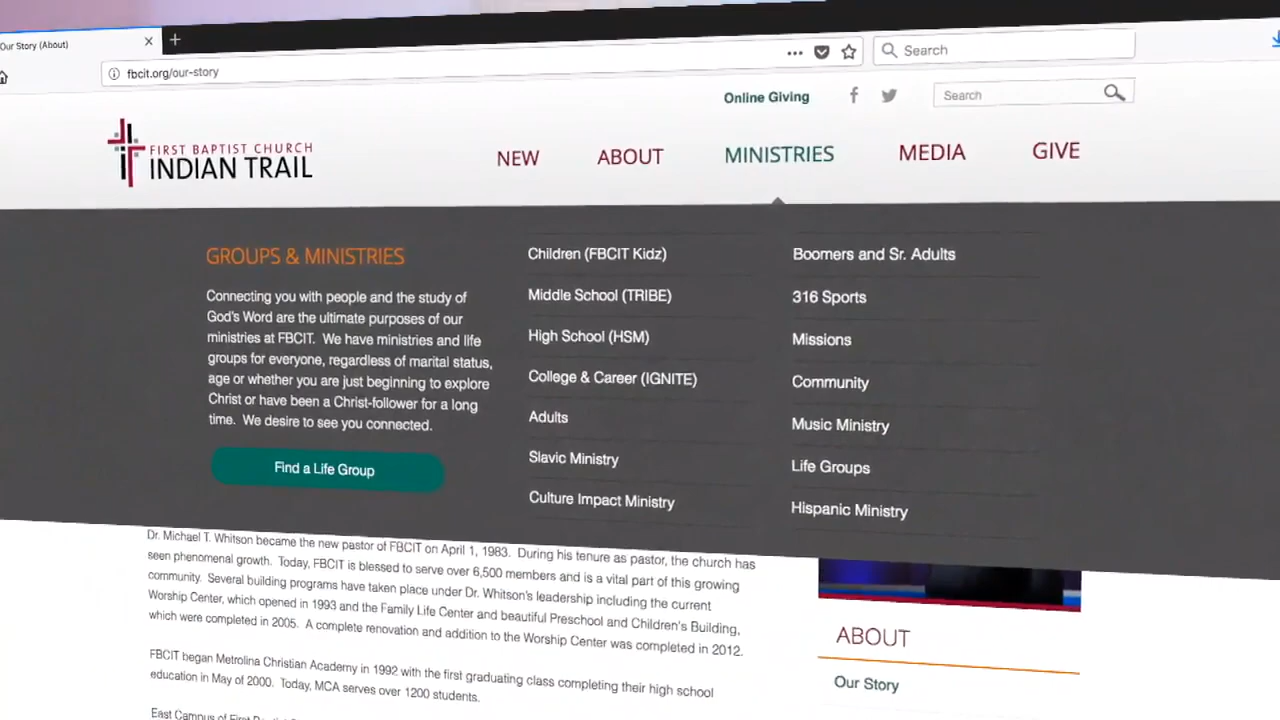 Our Story (About)
fbcit.org/our-story
Search
Online Giving
Search
FIRST BAPTIST CHURCH
INDIAN TRAIL
NEW ABOUT MINISTRIES MEDIA GIVE
GROUPS & MINISTRIES
Connecting you with people and the study of
God's Word are the ultimate purposes of our
ministries at FBCIT. We have ministries and life
groups for everyone, regardless of marital status,
age or whether you are just beginning to explore
Christ or have been a Christ-follower for a long
time. We desire to see you connected.
Find a Life Group
Children (FBCIT Kidz)
Middle School (TRIBE)
High School (HSM)
College & Career (IGNITE)
Adults
Slavic Ministry
Culture Impact Ministry
Boomers and Sr. Adults
316 Sports
Missions
Community
Music Ministry
Life Groups
Hispanic Ministry
Dr. Michael T. Whitson became the new pastor of FBCIT on April 1, 1983. During his tenure as pastor, the church has
seen phenomenal growth. Today, FBCIT is blessed to serve over 6,500 members and is a vital part of this growing
community. Several building programs have taken place under Dr. Whitson's leadership including the current
Worship Center, which opened in 1993 and the Family Life Center and beautiful Preschool and Children's Building,
which were completed in 2005. A complete renovation and addition to the Worship Center was completed in 2012.
FBCIT began Metrolina Christian Academy in 1992 with the first graduating class completing their high school
education in May of 2000. Today, MCA serves over 1200 students.
East Campus of First
ABOUT
Our Story